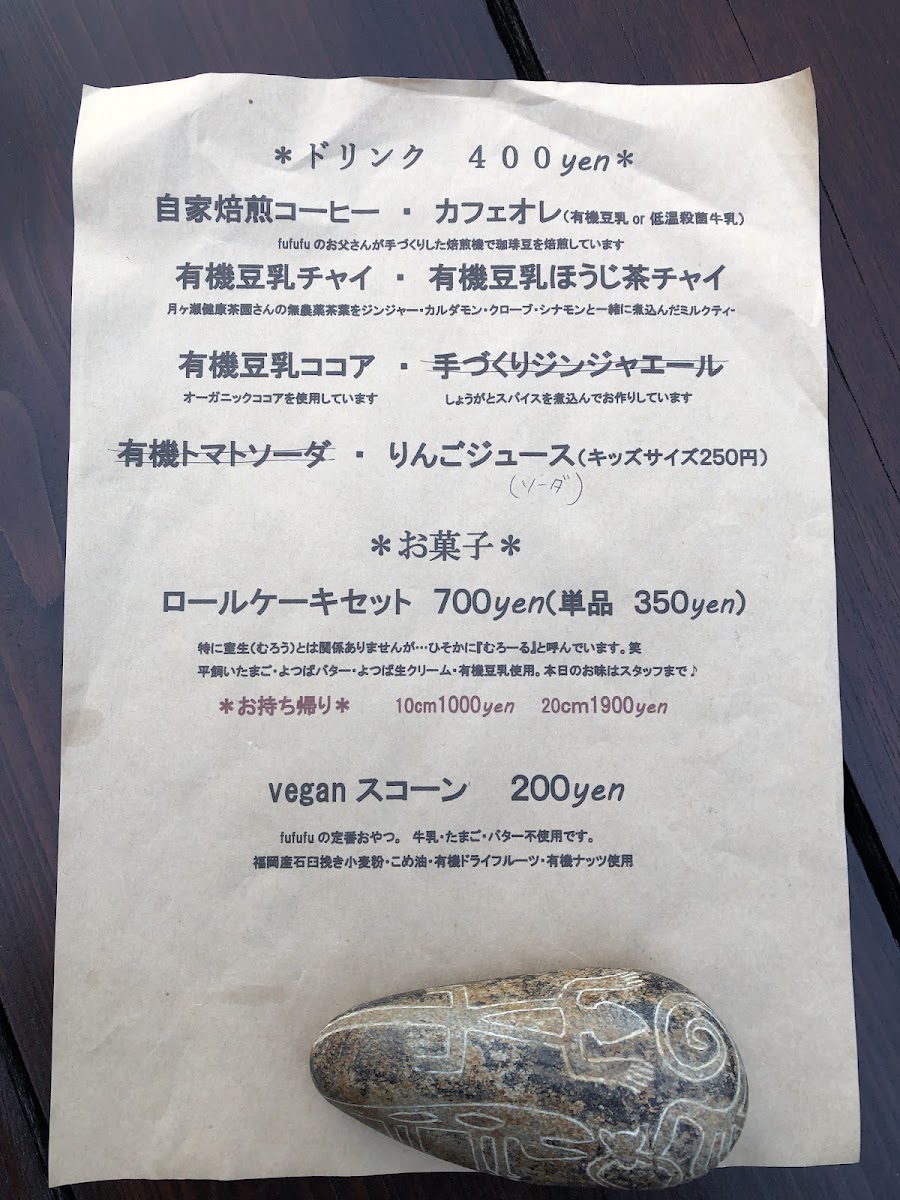 ＊ドリンク　４００yen＊
自家焙煎コーヒー ・ カフェオレ(有機豆乳 or 低温殺菌牛乳)
fufufu のお父さんが手づくりした焙煎機で珈琲豆を焙煎しています
有機豆乳チャイ ・ 有機豆乳ほうじ茶チャイ
月ヶ瀬健康茶園さんの無農薬茶葉をジンジャー・カルダモン・クローブ・シナモンと一緒に煮込んだミルクティ-
有機豆乳ココア ・ 手づくりジンジャエール
オーガニックココアを使用しています　しょうがとスパイスを煮込んでお作りしています
有機トマトソーダ ・ りんごジュース(キッズサイズ250円)
(ソーダ)
＊お菓子＊
ロールケーキセット 700yen(単品 350yen)
特に室生(むろう)とは関係ありませんが…ひそかに『むろーる』と呼んでいます。笑
平飼いたまご・よつばバター・よつば生クリーム・有機豆乳使用。本日のお味はスタッフまで♪
＊お持ち帰り＊　10cm1000yen　20cm1900yen
vegan スコーン　200yen
fufufu の定番おやつ。 牛乳・たまご・バター不使用です。
福岡産石臼挽き小麦粉・こめ油・有機ドライフルーツ・有機ナッツ使用